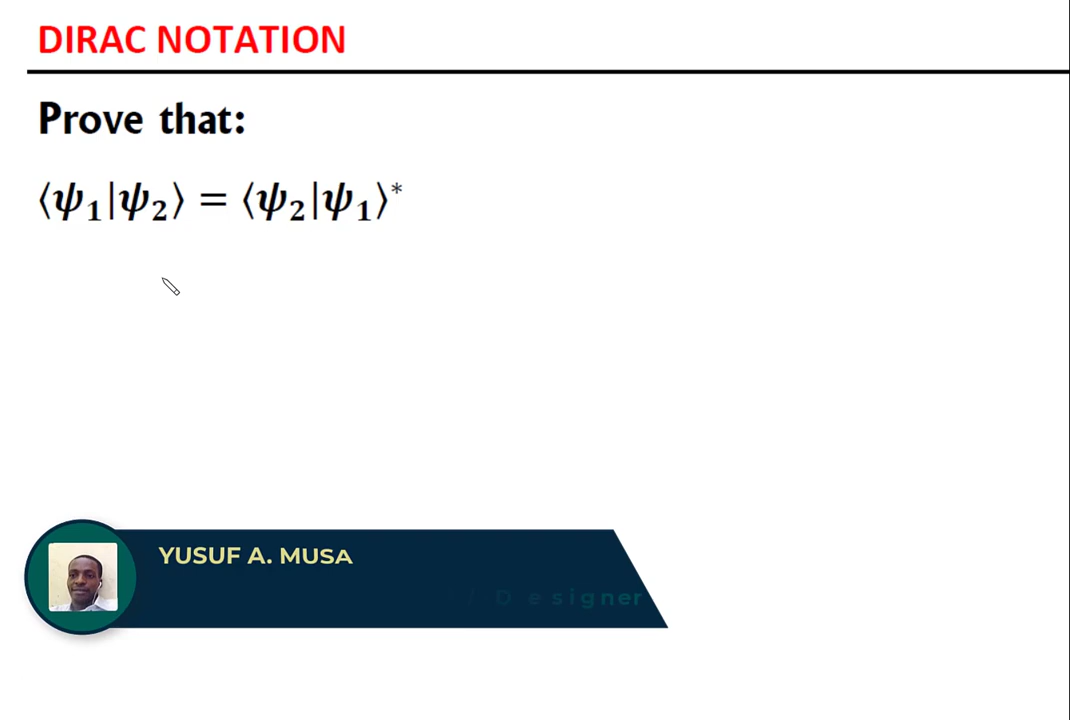 DIRAC NOTATION
Prove that:
⟨ψ₁|ψ₂⟩ = ⟨ψ₂|ψ₁⟩*
YUSUF A. MUSA
/ Designer